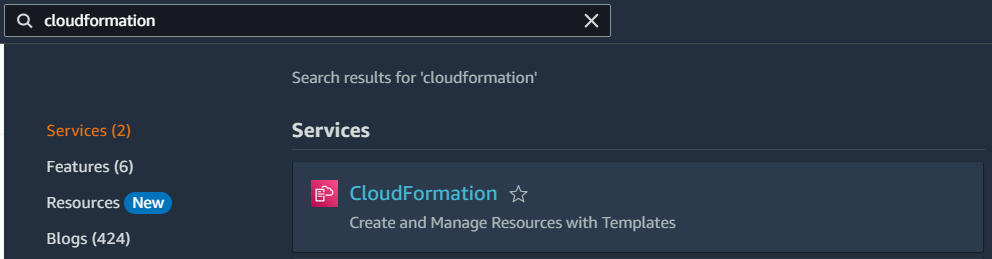 cloudformation
Search results for 'cloudformation'
Services (2)
Features (6)
Resources New
Blogs (424)
Services
CloudFormation
Create and Manage Resources with Templates